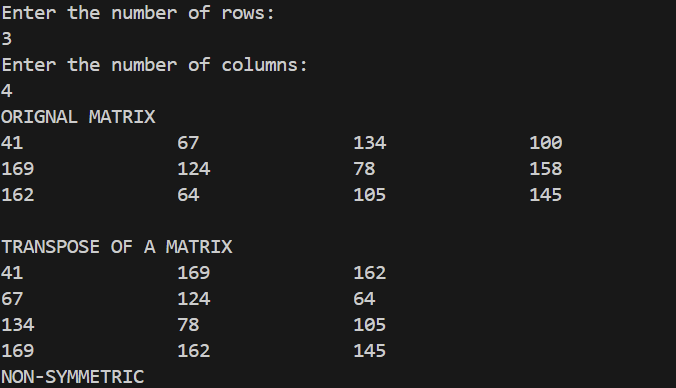 Enter the number of rows:
3
Enter the number of columns:
4
ORIGNAL MATRIX
41 67 134 100
169 124 78 158
162 64 105 145
TRANSPOSE OF A MATRIX
41 169 162
67 124 64
134 78 105
169 162 145
NON-SYMMETRIC